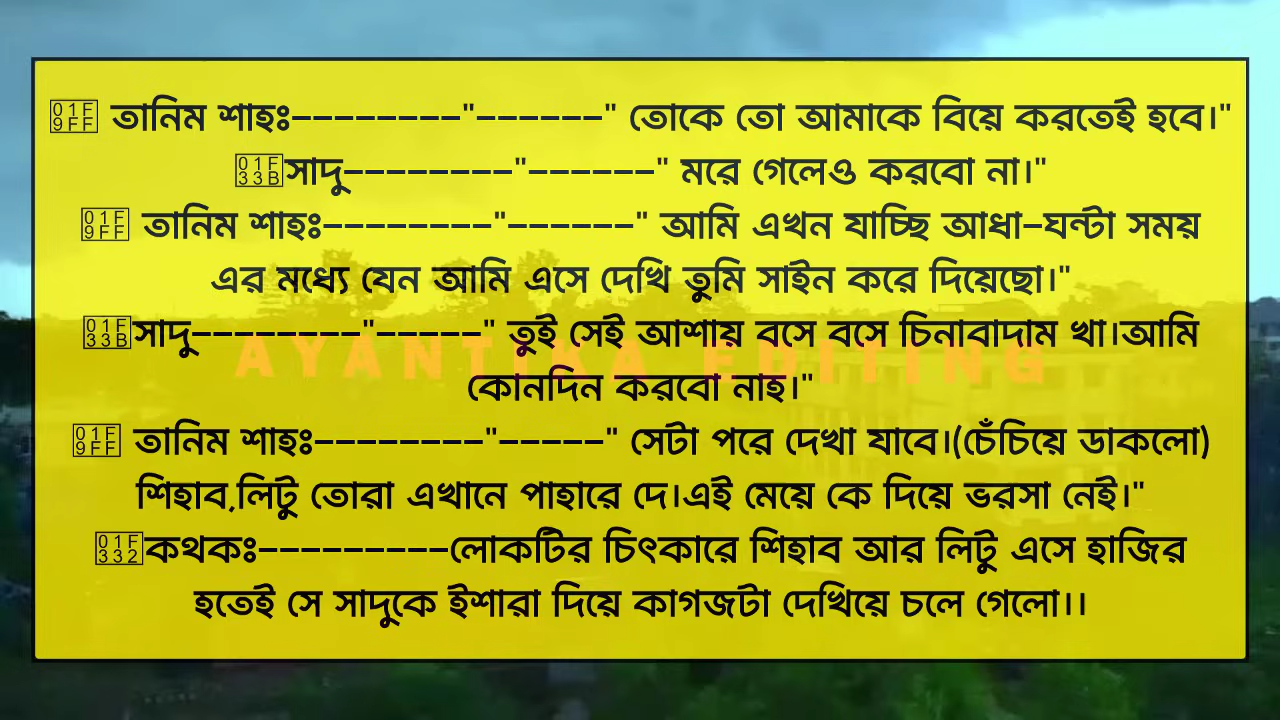 তানিম শাহঃ--------"------" তোকে তো আমাকে বিয়ে করতেই হবে।"
সাদু--------"------" মরে গেলেও করবো না।"
তানিম শাহঃ--------"------" আমি এখন যাচ্ছি আধা-ঘন্টা সময়
এর মধ্যে যেন আমি এসে দেখি তুমি সাইন করে দিয়েছো।"
সাদু--------"-----" তুই সেই আশায় বসে বসে চিনাবাদাম খা।আমি
কোনদিন করবো নাহ।"
তানিম শাহঃ--------"-----" সেটা পরে দেখা যাবে।(চেঁচিয়ে ডাকলো)
শিহাব,লিটু তোরা এখানে পাহারে দে।এই মেয়ে কে দিয়ে ভরসা নেই।"
কথকঃ---------লোকটির চিৎকারে শিহাব আর লিটু এসে হাজির
হতেই সে সাদুকে ইশারা দিয়ে কাগজটা দেখিয়ে চলে গেলো।।
AYANTIKA EDITING